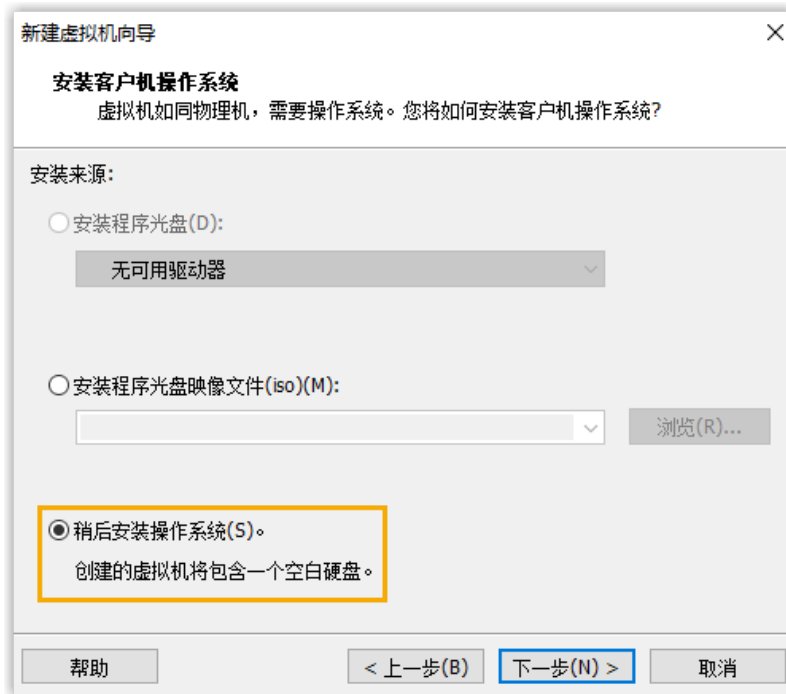 新建虚拟机向导
安装客户机操作系统
虚拟机如同物理机，需要操作系统。您将如何安装客户机操作系统?
安装来源:
安装程序光盘(D):
无可用驱动器
安装程序光盘映像文件(iso)(M):
浏览(R)...
稍后安装操作系统(S)。
创建的虚拟机将包含一个空白硬盘。
帮助
< 上一步(B)
下一步(N) >
取消